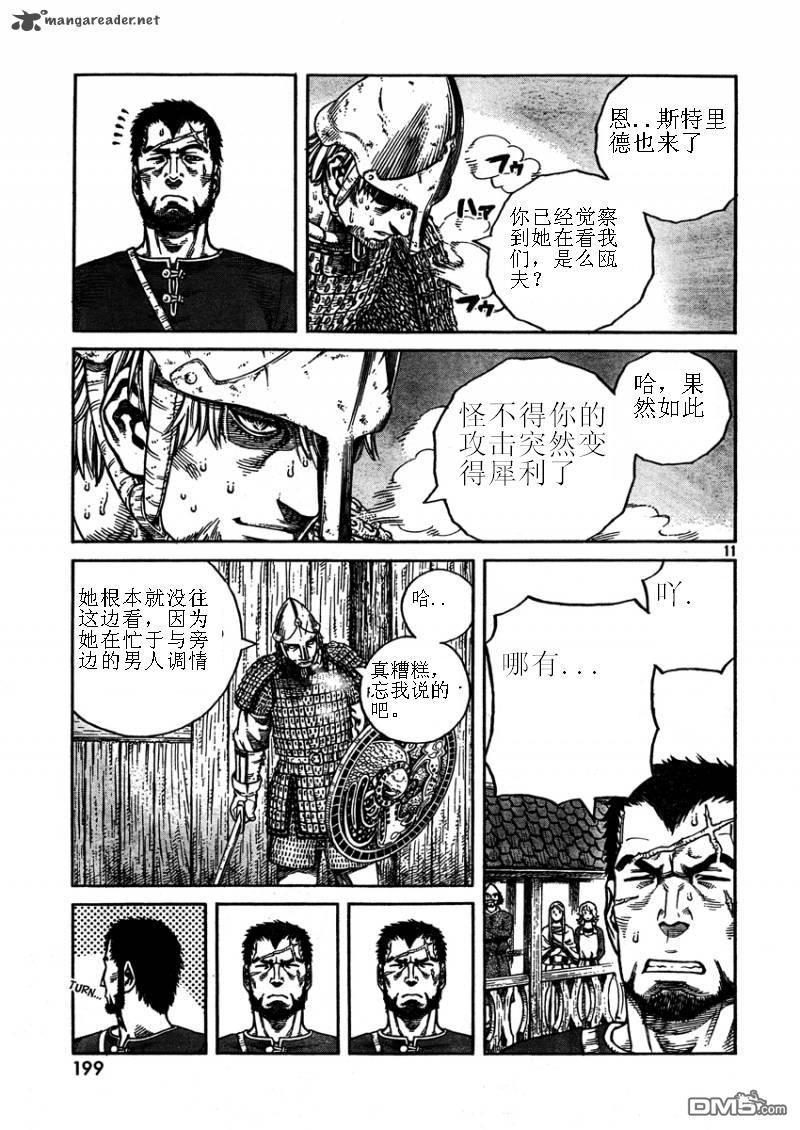 mangareader.net
恩..斯特里
德也来了
你已经觉察
到她在看我
们，是么瓯
夫？
フゥ
フゥ
ハア
哈，果
然如此
怪不得你的
攻击突然变
得犀利了
11
吖.
哪有...
哈..
真糟糕，
忘我说的
吧。
她根本就没往
这边看，因为
她在忙于与旁
边的男人调情
TURN...
199
DM5.com